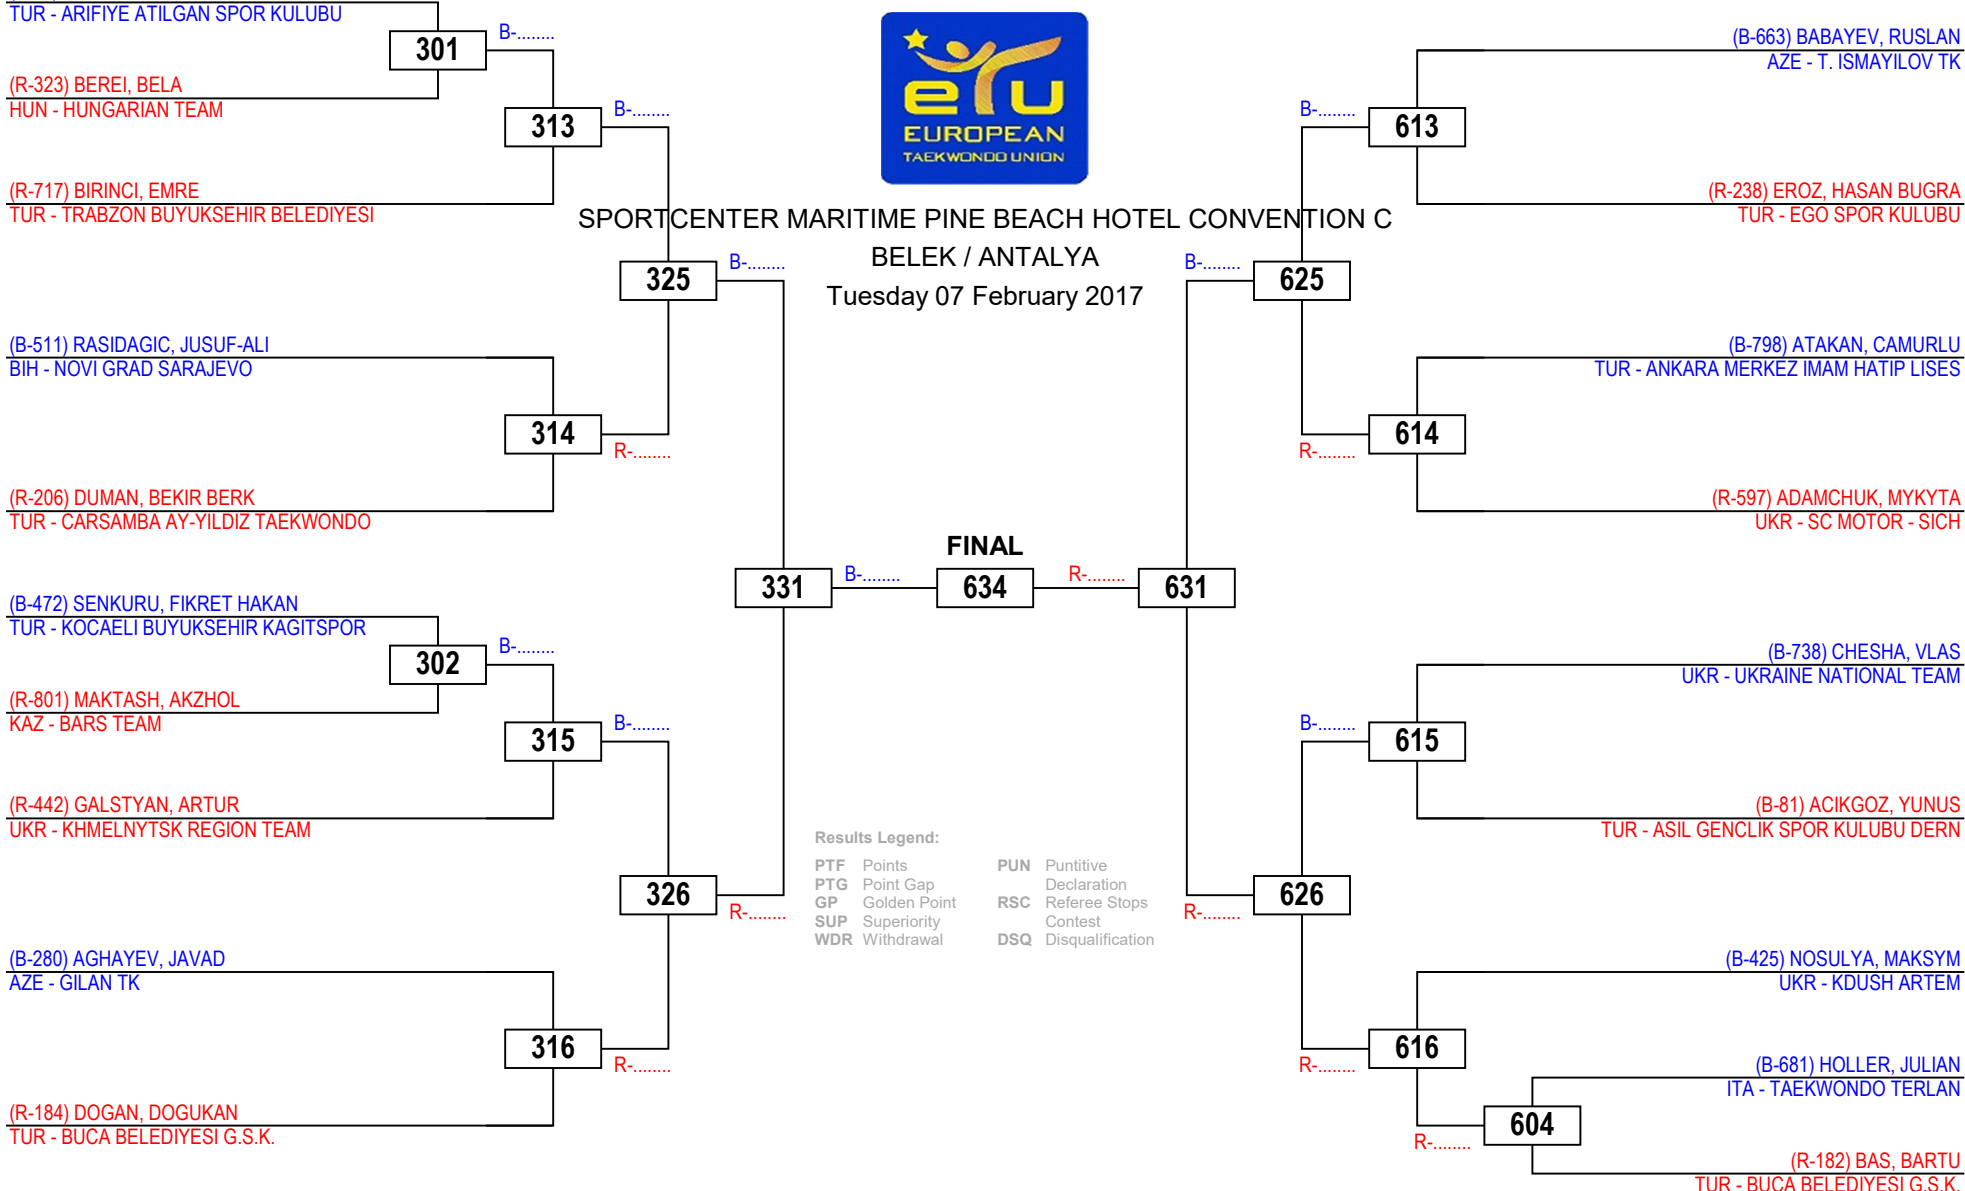 TUR - ARIFIYE ATILGAN SPOR KULUBU
301
B-........
(R-323) BEREI, BELA
HUN - HUNGARIAN TEAM
313
B-........
(R-717) BIRINCI, EMRE
TUR - TRABZON BUYUKSEHIR BELEDIYESI
325
B-........
(B-511) RASIDAGIC, JUSUF-ALI
BIH - NOVI GRAD SARAJEVO
314
R-........
(R-206) DUMAN, BEKIR BERK
TUR - CARSAMBA AY-YILDIZ TAEKWONDO
331
B-........
(B-472) SENKURU, FIKRET HAKAN
TUR - KOCAELI BUYUKSEHIR KAGITSPOR
302
B-........
(R-801) MAKTASH, AKZHOL
KAZ - BARS TEAM
315
B-........
(R-442) GALSTYAN, ARTUR
UKR - KHMELNYTSK REGION TEAM
326
R-........
(B-280) AGHAYEV, JAVAD
AZE - GILAN TK
316
R-........
(R-184) DOGAN, DOGUKAN
TUR - BUCA BELEDIYESI G.S.K.
eTU
EUROPEAN
TAEKWONDO UNION
SPORTCENTER MARITIME PINE BEACH HOTEL CONVENTION C
BELEK / ANTALYA
Tuesday 07 February 2017
FINAL
634
Results Legend:
PTF Points
PTG Point Gap
GP Golden Point
SUP Superiority
WDR Withdrawal
PUN Puntitive
Declaration
RSC Referee Stops
Contest
DSQ Disqualification
(B-663) BABAYEV, RUSLAN
AZE - T. ISMAYILOV TK
B-........
613
(R-238) EROZ, HASAN BUGRA
TUR - EGO SPOR KULUBU
B-........
625
(B-798) ATAKAN, CAMURLU
TUR - ANKARA MERKEZ IMAM HATIP LISES
614
R-........
(R-597) ADAMCHUK, MYKYTA
UKR - SC MOTOR - SICH
R-........
631
(B-738) CHESHA, VLAS
UKR - UKRAINE NATIONAL TEAM
B-........
615
(B-81) ACIKGOZ, YUNUS
TUR - ASIL GENCLIK SPOR KULUBU DERN
626
R-........
(B-425) NOSULYA, MAKSYM
UKR - KDUSH ARTEM
616
R-........
(B-681) HOLLER, JULIAN
ITA - TAEKWONDO TERLAN
604
R-........
(R-182) BAS, BARTU
TUR - BUCA BELEDIYESI G.S.K.